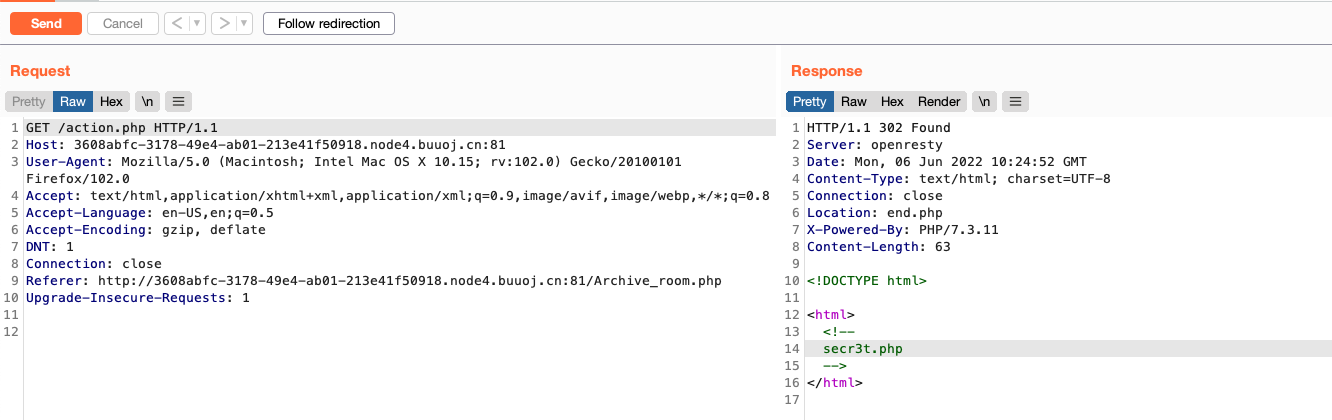 Send Cancel < ▼ > ▼ Follow redirection
Request
Pretty Raw Hex \n ≡
1 GET /action.php HTTP/1.1
2 Host: 3608abfc-3178-49e4-ab01-213e41f50918.node4.buuoj.cn:81
3 User-Agent: Mozilla/5.0 (Macintosh; Intel Mac OS X 10.15; rv:102.0) Gecko/20100101
Firefox/102.0
4 Accept: text/html,application/xhtml+xml,application/xml;q=0.9,image/avif,image/webp,*/*;q=0.8
5 Accept-Language: en-US,en;q=0.5
6 Accept-Encoding: gzip, deflate
7 DNT: 1
8 Connection: close
9 Referer: http://3608abfc-3178-49e4-ab01-213e41f50918.node4.buuoj.cn:81/Archive_room.php
10 Upgrade-Insecure-Requests: 1
11
12
Response
Pretty Raw Hex Render \n ≡
1 HTTP/1.1 302 Found
2 Server: openresty
3 Date: Mon, 06 Jun 2022 10:24:52 GMT
4 Content-Type: text/html; charset=UTF-8
5 Connection: close
6 Location: end.php
7 X-Powered-By: PHP/7.3.11
8 Content-Length: 63
9
10 <!DOCTYPE html>
11
12 <html>
13 <!--
14 secr3t.php
15 -->
16 </html>
17